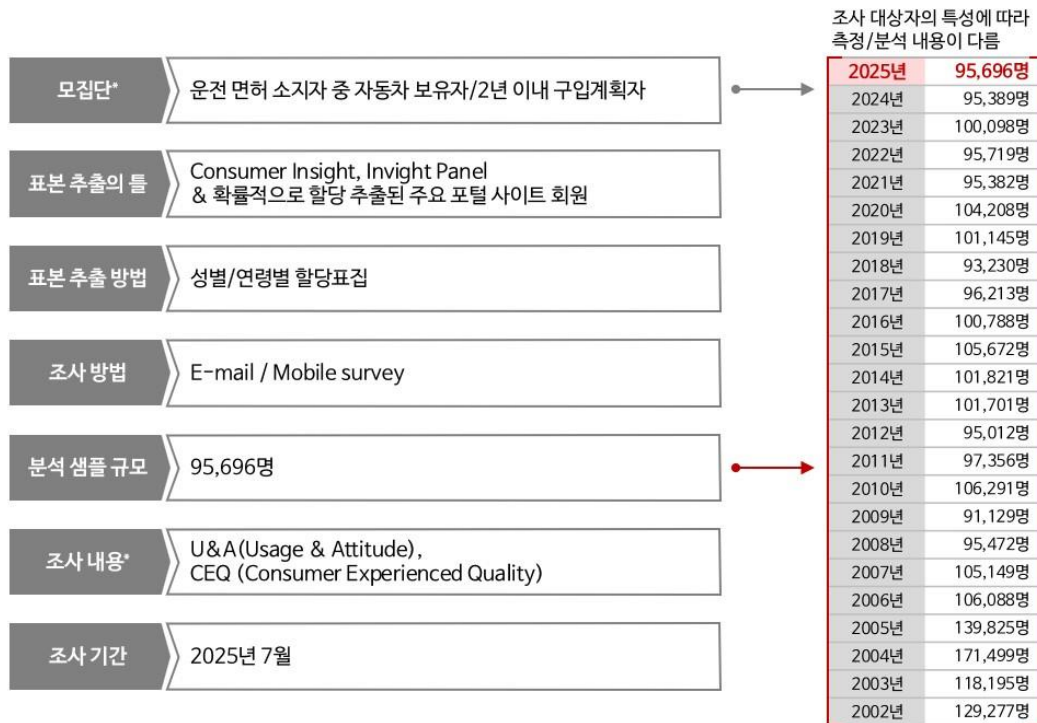 조사 대상자의 특성에 따라
측정/분석 내용이 다름
모집단*
운전 면허 소지자 중 자동차 보유자/2년 이내 구입계획자
표본 추출의 틀
Consumer Insight, Invight Panel
& 확률적으로 할당 추출된 주요 포털 사이트 회원
표본 추출 방법
성별/연령별 할당표집
조사 방법
E-mail / Mobile survey
분석 샘플 규모
95,696명
조사 내용*
U&A(Usage & Attitude),
CEQ (Consumer Experienced Quality)
조사 기간
2025년 7월
2025년 95,696명
2024년 95,389명
2023년 100,098명
2022년 95,719명
2021년 95,382명
2020년 104,208명
2019년 101,145명
2018년 93,230명
2017년 96,213명
2016년 100,788명
2015년 105,672명
2014년 101,821명
2013년 101,701명
2012년 95,012명
2011년 97,356명
2010년 106,291명
2009년 91,129명
2008년 95,472명
2007년 105,149명
2006년 106,088명
2005년 139,825명
2004년 171,499명
2003년 118,195명
2002년 129,277명